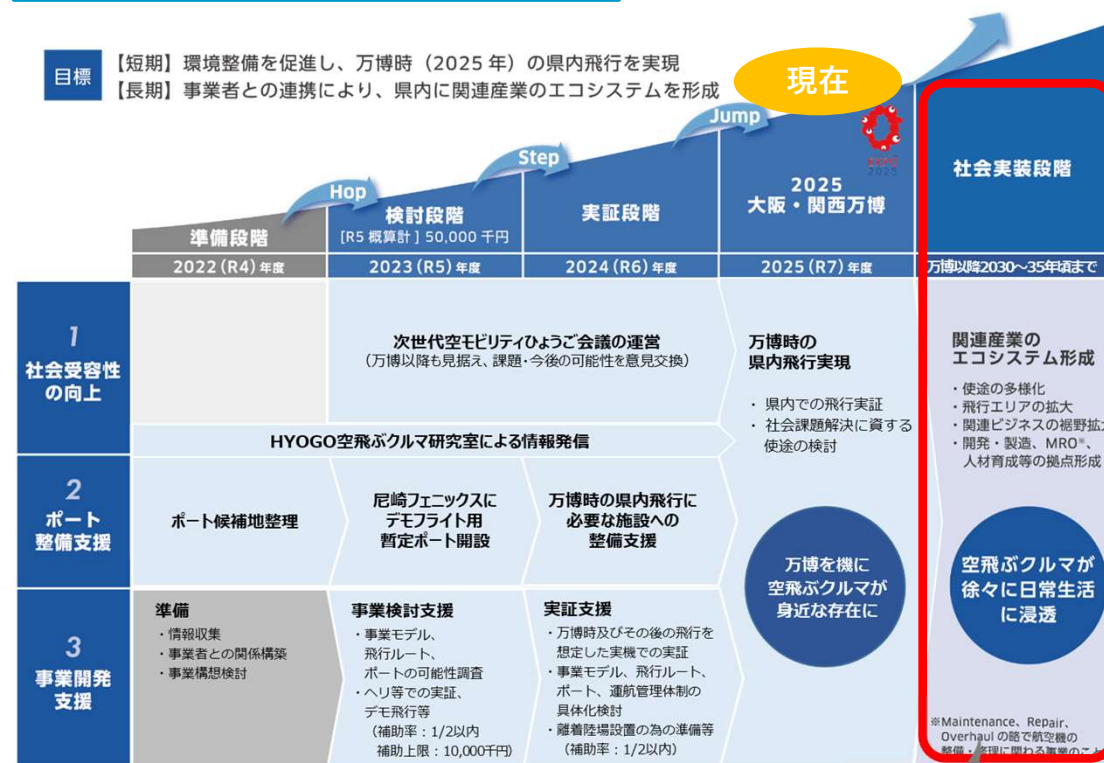 目標
【短期】環境整備を促進し、万博時（2025年）の県内飛行を実現
【長期】事業者との連携により、県内に関連産業のエコシステムを形成
現在
Hop
Step
Jump
準備段階
検討段階
[R5 概算計] 50,000 千円
実証段階
2025
大阪・関西万博
EXPO
2025
社会実装段階
2022(R4)年度
2023(R5)年度
2024(R6)年度
2025(R7)年度
万博以降2030～35年頃まで
1
社会受容性
の向上
次世代空モビリティひょうご会議の運営
（万博以降も見据え、課題・今後の可能性を意見交換）
HYOGO空飛ぶクルマ研究室による情報発信
万博時の
県内飛行実現
・県内での飛行実証
・社会課題解決に資する
使途の検討
関連産業の
エコシステム形成
・使途の多様化
・飛行エリアの拡大
・関連ビジネスの裾野拡大
・開発・製造、MRO※、
人材育成等の拠点形成
2
ポート
整備支援
ポート候補地整理
尼崎フェニックスに
デモフライト用
暫定ポート開設
万博時の県内飛行に
必要な施設への
整備支援
万博を機に
空飛ぶクルマが
身近な存在に
空飛ぶクルマが
徐々に日常生活
に浸透
3
事業開発
支援
準備
・情報収集
・事業者との関係構築
・事業構想検討
事業検討支援
・事業モデル、
飛行ルート、
ポートの可能性調査
・ヘリ等での実証、
デモ飛行等
（補助率：1/2以内
補助上限：10,000千円）
実証支援
・万博時及びその後の飛行を
想定した実機での実証
・事業モデル、飛行ルート、
ポート、運航管理体制の
具体化検討
・離着陸場設置の為の準備等
（補助率：1/2以内）
※Maintenance、Repair、
Overhaul の略で航空機の
整備・修理に関わる事業のこと